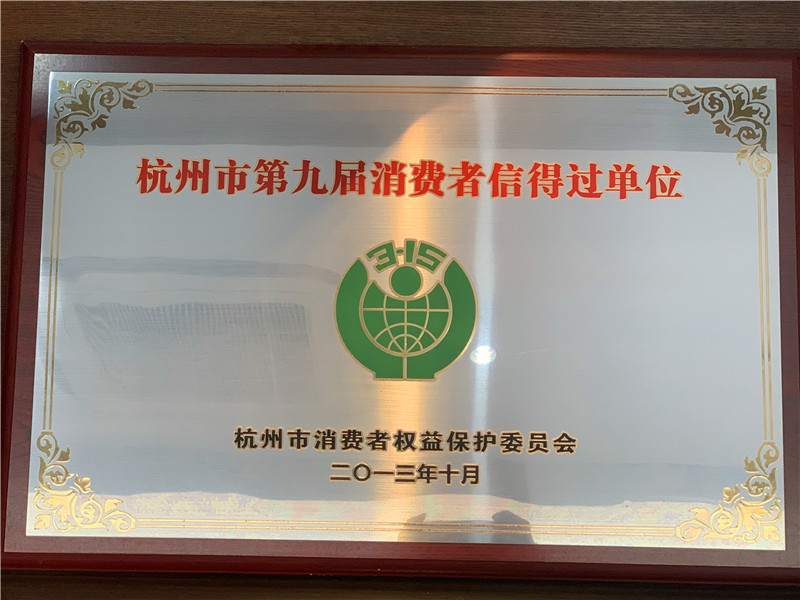 杭州市第九届消费者信得过单位
3·15
杭州市消费者权益保护委员会
二〇一三年十月